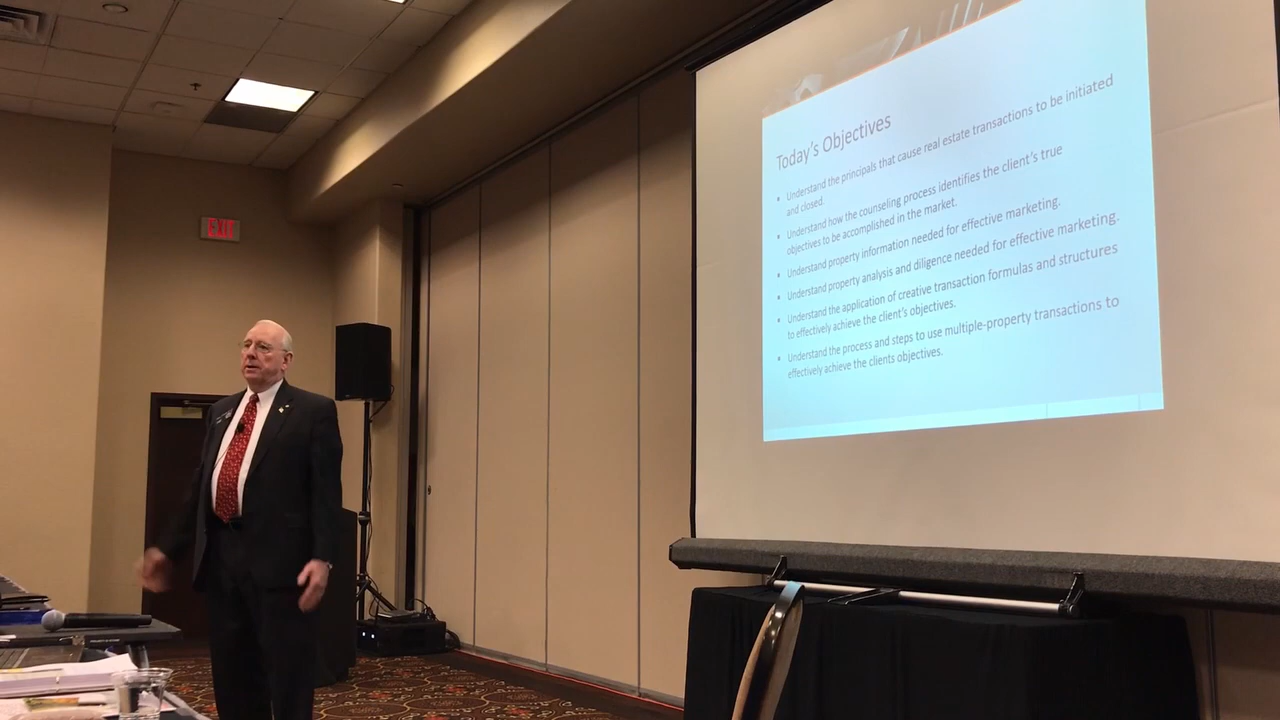 EXIT
Today's Objectives
▪ Understand the principals that cause real estate transactions to be initiated
and closed.
▪ Understand how the counseling process identifies the client's true
objectives to be accomplished in the market.
▪ Understand property information needed for effective marketing.
▪ Understand property analysis and diligence needed for effective marketing.
▪ Understand the application of creative transaction formulas and structures
to effectively achieve the client's objectives.
▪ Understand the process and steps to use multiple-property transactions to
effectively achieve the clients objectives.